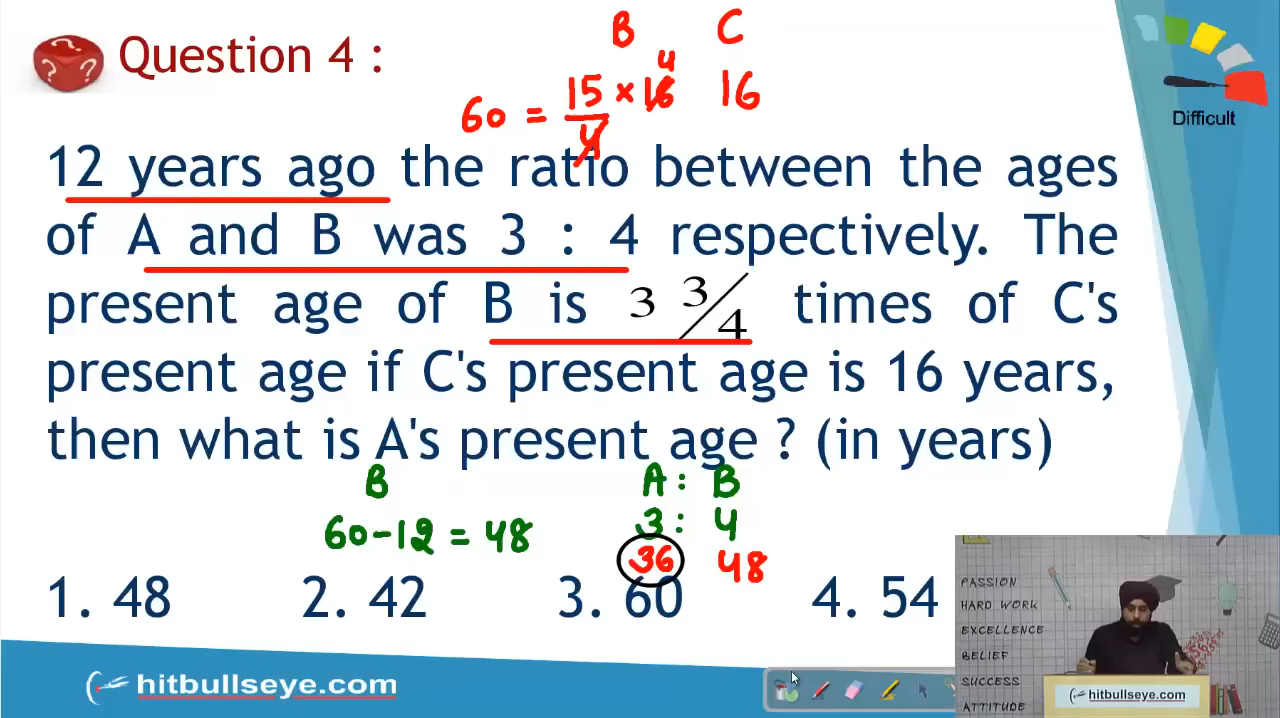 B C
Question 4 :
4
60 = 15/4 × 16 16
Difficult
12 years ago the ratio between the ages
of A and B was 3 : 4 respectively. The
present age of B is 3 3/4 times of C's
present age if C's present age is 16 years,
then what is A's present age ? (in years)
B A : B
60 - 12 = 48 3 : 4
36 48
1. 48 2. 42 3. 60 4. 54
PASSION
HARD WORK
EXCELLENCE
BELIEF
SUCCESS
ATTITUDE
hitbullseye.com
hitbullseye.com